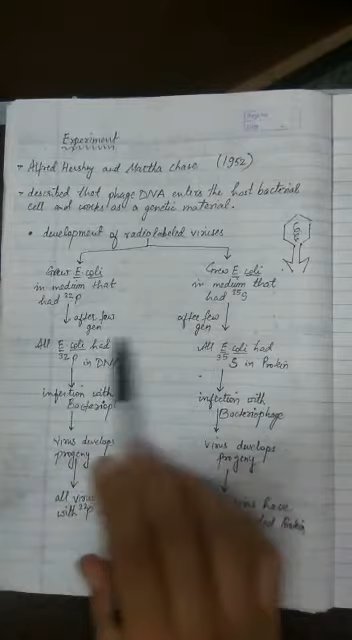 Experiment
- Alfred Hershey and Martha Chase (1952)
- described that phage DNA enters the host bacterial
cell and works as a genetic material.
• development of radiolabeled viruses
Grew E.coli
in medium that
had 32P
after few
gen
All E.coli had
32P in DNA
infection with
virus develops
progeny
with 32P
Grew E.coli
in medium that
had 35S
after few
gen
All E.coli had
35S in Protein
infection with
Bacteriophage
virus develops
progeny
have
Protein